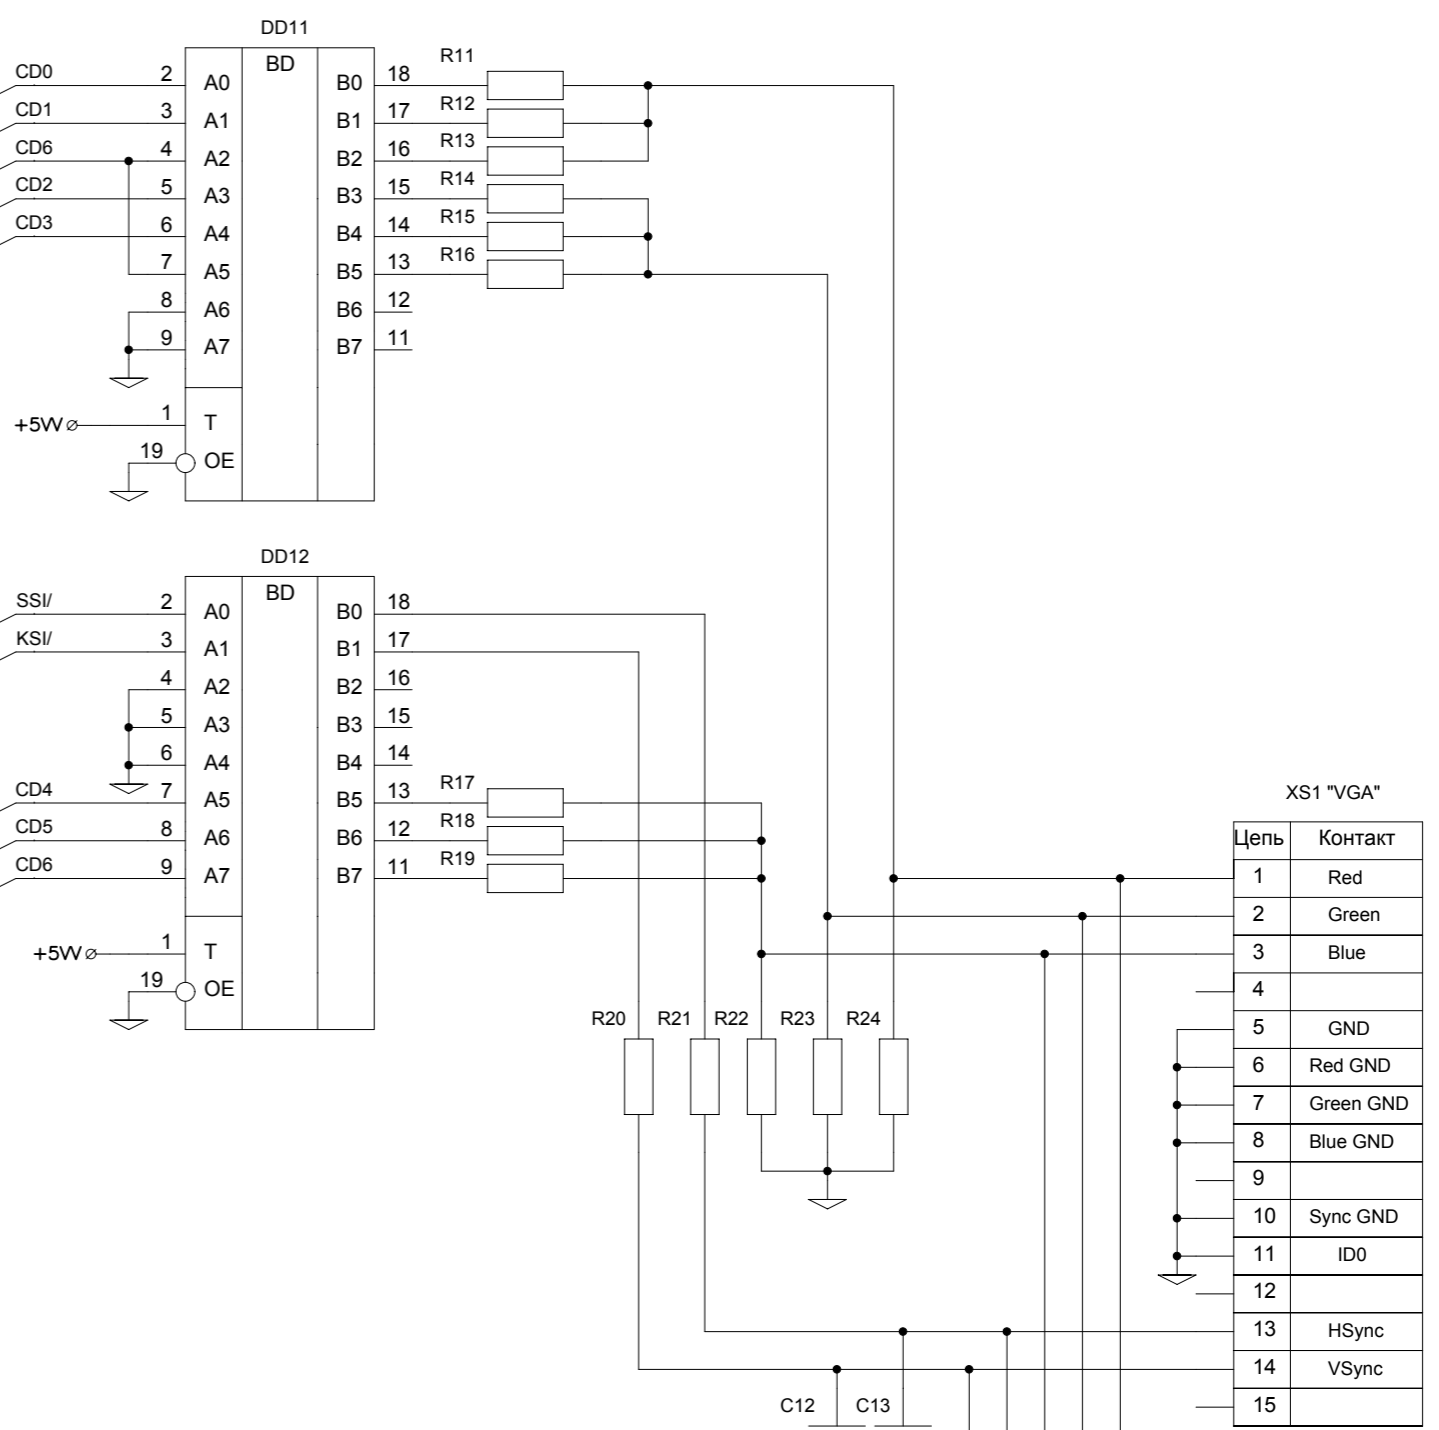 DD11
BD
CD0 2 A0 B0 18 R11
CD1 3 A1 B1 17 R12
CD6 4 A2 B2 16 R13
CD2 5 A3 B3 15 R14
CD3 6 A4 B4 14 R15
7 A5 B5 13 R16
8 A6 B6 12
9 A7 B7 11
+5VV 1 T
19 OE
DD12
BD
SSI/ 2 A0 B0 18
KSI/ 3 A1 B1 17
4 A2 B2 16
5 A3 B3 15
6 A4 B4 14
CD4 7 A5 B5 13 R17
CD5 8 A6 B6 12 R18
CD6 9 A7 B7 11 R19
+5VV 1 T
19 OE
R20 R21 R22 R23 R24
XS1 "VGA"
Цепь Контакт
1 Red
2 Green
3 Blue
4
5 GND
6 Red GND
7 Green GND
8 Blue GND
9
10 Sync GND
11 ID0
12
13 HSync
14 VSync
15
C12 C13